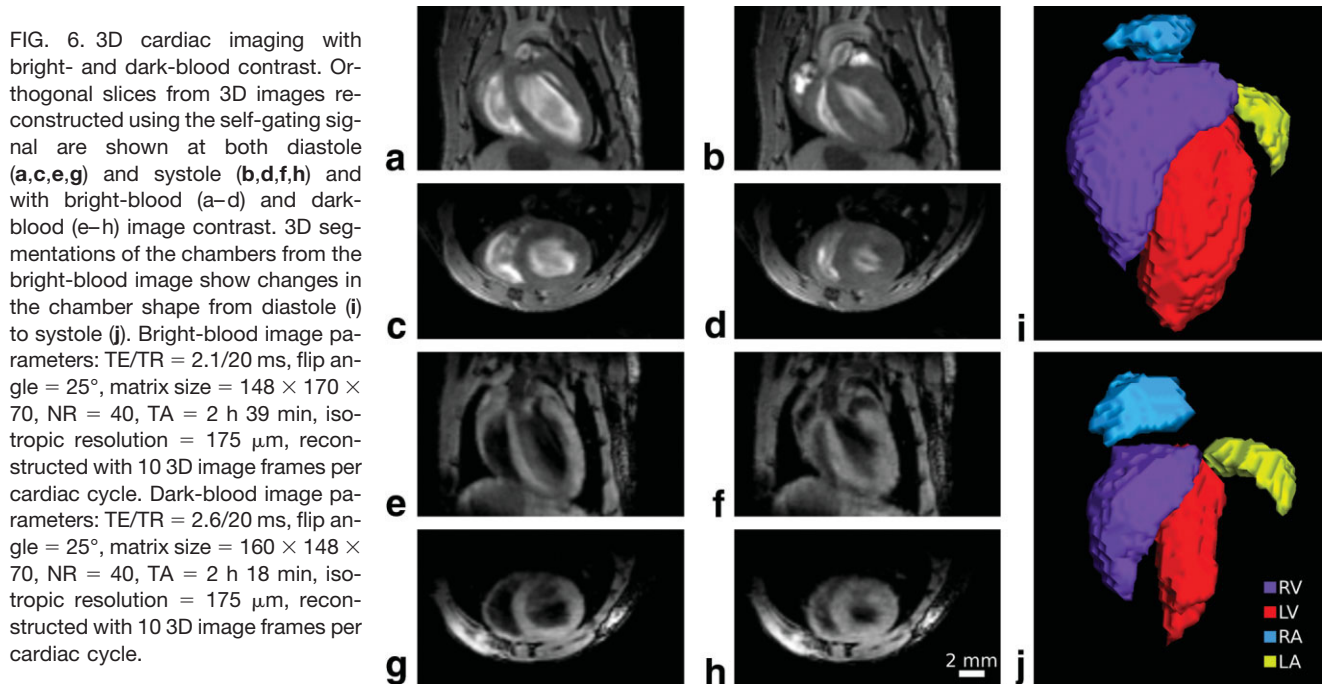 FIG. 6. 3D cardiac imaging with
bright- and dark-blood contrast. Or-
thogonal slices from 3D images re-
constructed using the self-gating sig-
nal are shown at both diastole
(a,c,e,g) and systole (b,d,f,h) and
with bright-blood (a–d) and dark-
blood (e–h) image contrast. 3D seg-
mentations of the chambers from the
bright-blood image show changes in
the chamber shape from diastole (i)
to systole (j). Bright-blood image pa-
rameters: TE/TR = 2.1/20 ms, flip an-
gle = 25°, matrix size = 148 × 170 ×
70, NR = 40, TA = 2 h 39 min, iso-
tropic resolution = 175 μm, recon-
structed with 10 3D image frames per
cardiac cycle. Dark-blood image pa-
rameters: TE/TR = 2.6/20 ms, flip an-
gle = 25°, matrix size = 160 × 148 ×
70, NR = 40, TA = 2 h 18 min, iso-
tropic resolution = 175 μm, recon-
structed with 10 3D image frames per
cardiac cycle.
a
b
c
d
e
f
g
h
2 mm
i
j
RV
LV
RA
LA